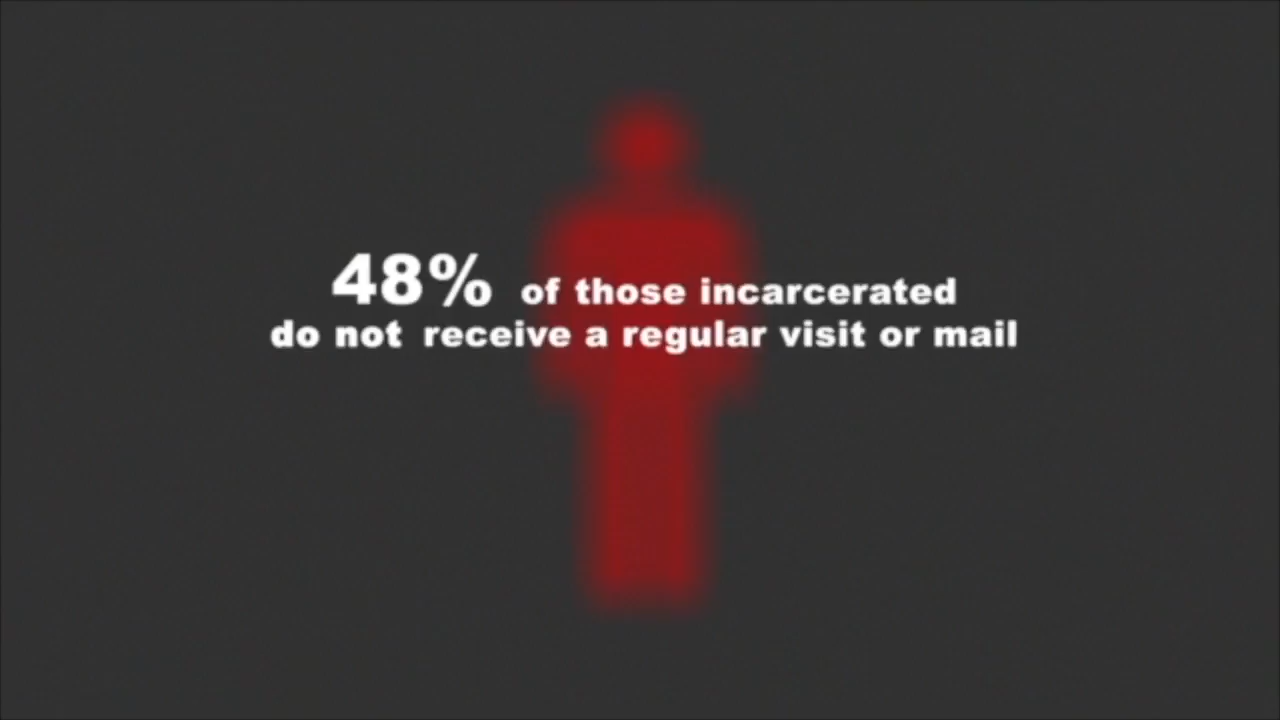 48% of those incarcerated
do not receive a regular visit or mail